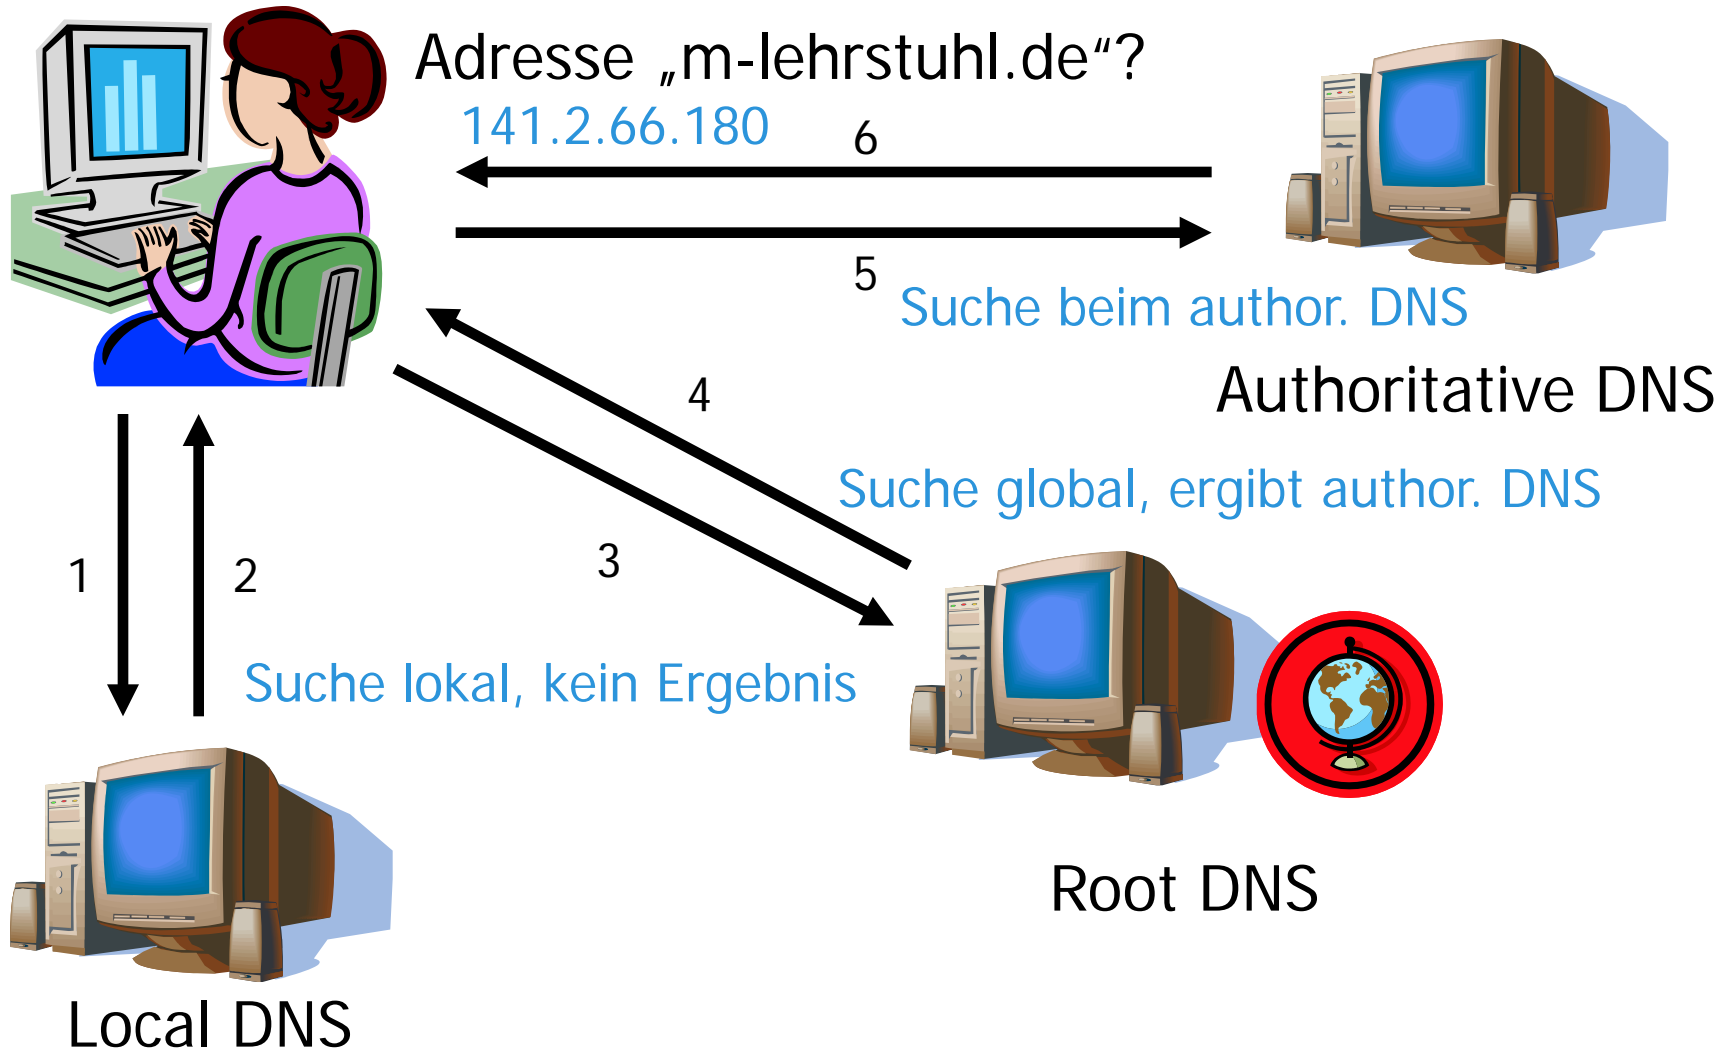 Adresse „m-lehrstuhl.de“?
141.2.66.180
6
5
Suche beim author. DNS
Authoritative DNS
4
Suche global, ergibt author. DNS
3
1
2
Suche lokal, kein Ergebnis
Root DNS
Local DNS